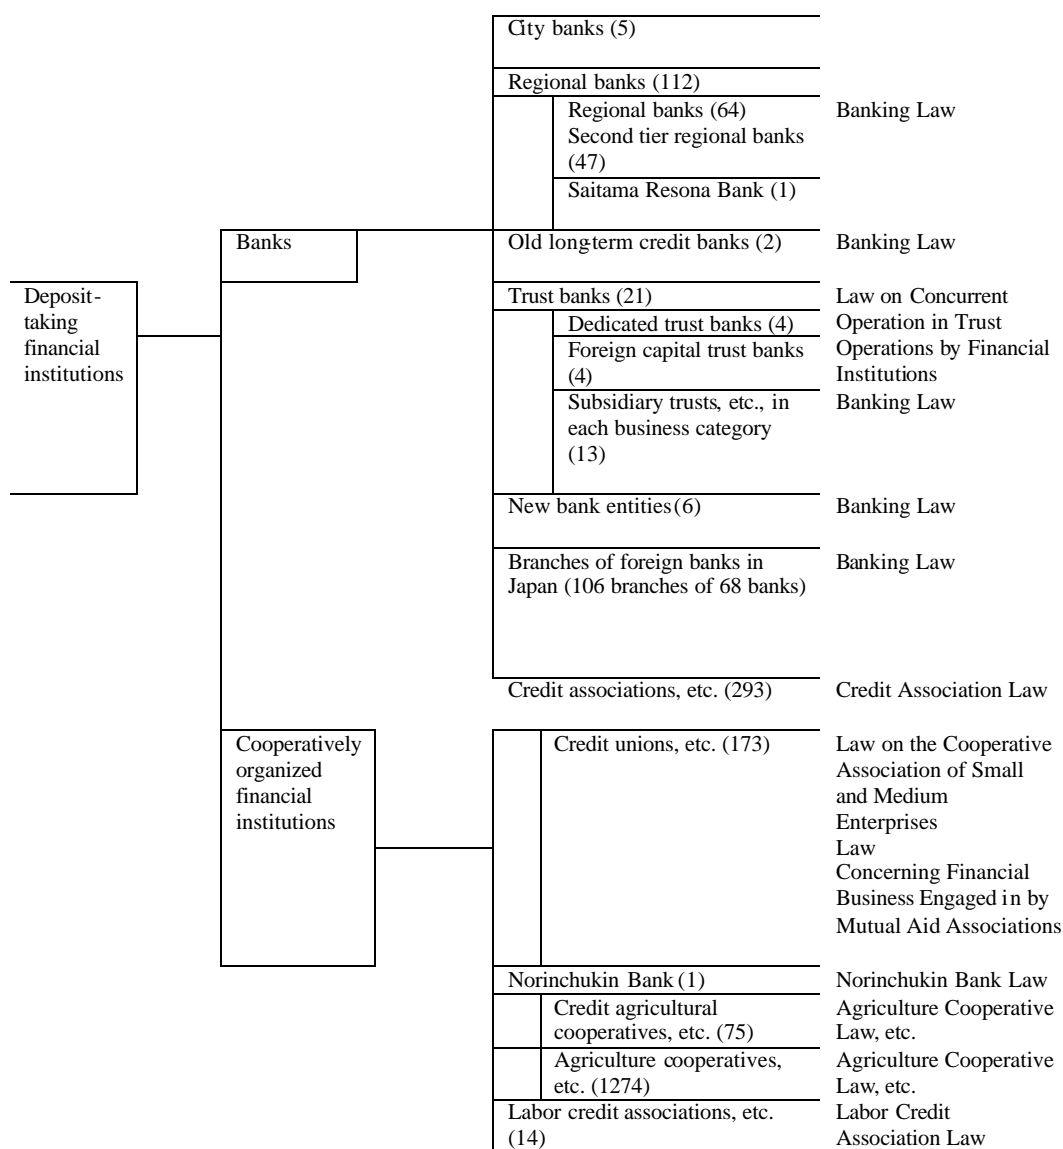 City banks (5)
Regional banks (112)
Regional banks (64)
Second tier regional banks
(47)
Banking Law
Saitama Resona Bank (1)
Banks
Old long-term credit banks (2)
Banking Law
Deposit-
taking
financial
institutions
Trust banks (21)
Dedicated trust banks (4)
Foreign capital trust banks
(4)
Subsidiary trusts, etc., in
each business category
(13)
Law on Concurrent
Operation in Trust
Operations by Financial
Institutions
Banking Law
New bank entities (6)
Banking Law
Branches of foreign banks in
Japan (106 branches of 68 banks)
Banking Law
Credit associations, etc. (293)
Credit Association Law
Cooperatively
organized
financial
institutions
Credit unions, etc. (173)
Law on the Cooperative
Association of Small
and Medium
Enterprises
Law
Concerning Financial
Business Engaged in by
Mutual Aid Associations
Norinchukin Bank (1)
Norinchukin Bank Law
Credit agricultural
cooperatives, etc. (75)
Agriculture Cooperative
Law, etc.
Agriculture cooperatives,
etc. (1274)
Agriculture Cooperative
Law, etc.
Labor credit associations, etc.
(14)
Labor Credit
Association Law